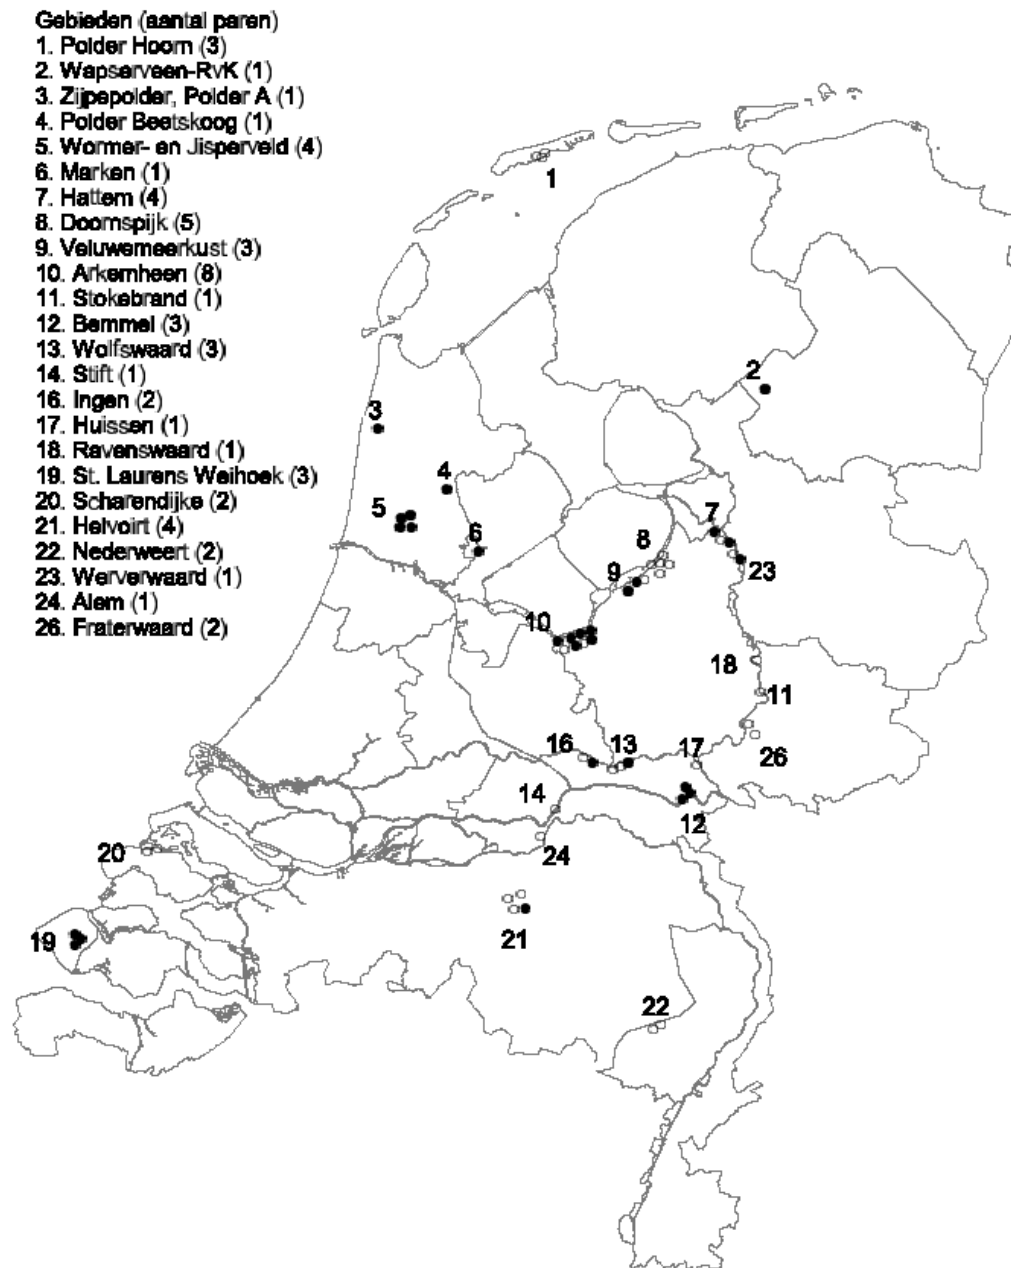 Gebieden (aantal paren)
1. Polder Hoorn (3)
2. Wapserveen-RvK (1)
3. Zijpepolder, Polder A (1)
4. Polder Beetskoog (1)
5. Wormer- en Jisperveld (4)
6. Marken (1)
7. Hattem (4)
8. Doornspijk (5)
9. Veluwemeerkust (3)
10. Arkemheen (8)
11. Stokebrand (1)
12. Bemmel (3)
13. Wolfswaard (3)
14. Stift (1)
16. Ingen (2)
17. Huissen (1)
18. Ravenswaard (1)
19. St. Laurens Weihoek (3)
20. Scharendijke (2)
21. Helvoirt (4)
22. Nederweert (2)
23. Werverwaard (1)
24. Alem (1)
26. Fraterwaard (2)
1
2
3
4
5
6
7
8
23
9
10
18
11
16
13
17
26
14
12
24
20
19
21
22